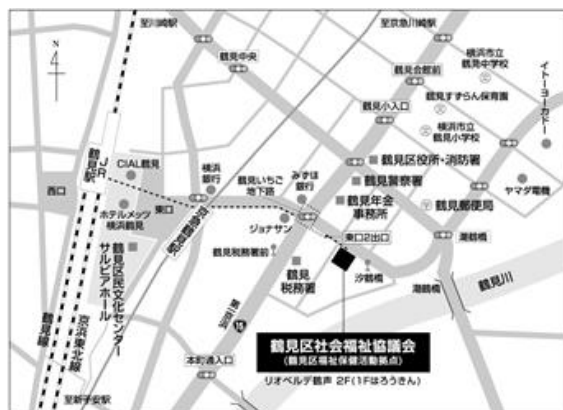 至川崎駅
至京急川崎駅
N
鶴見中央
鶴見会館前
横浜市立
鶴見中学校
イトーヨーカドー
鶴見小入口
鶴見すずらん保育園
横浜市立
鶴見小学校
JR
鶴見駅
CIAL鶴見
横浜
銀行
鶴見いちご
地下路
みずほ
銀行
鶴見区役所・消防署
鶴見警察署
ヤマダ電機
西口
東口
ホテルメッツ
横浜鶴見
京急鶴見駅
ジョナサン
鶴見年金
事務所
鶴見郵便局
東口2出口
潮鶴橋
鶴見区民文化センター
サルビアホール
鶴見税務署前
鶴見
税務署
汐鶴橋
潮鶴橋
鶴見川
鶴見線
京浜東北線
第二京浜
15
本町通入口
鶴見区社会福祉協議会
(鶴見区福祉保健活動拠点)
リオベルデ鶴声 2F(1Fはろうきん)
至新子安駅